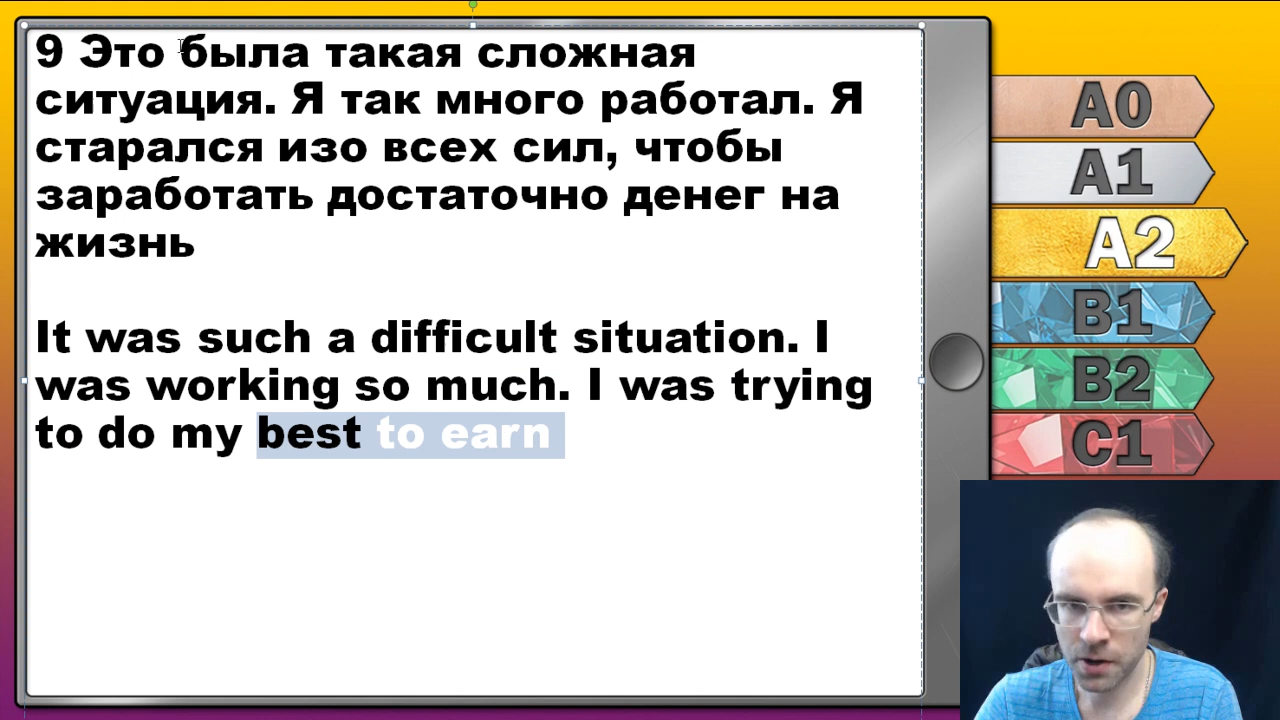 9 Это была такая сложная
ситуация. Я так много работал. Я
старался изо всех сил, чтобы
заработать достаточно денег на
жизнь
It was such a difficult situation. I
was working so much. I was trying
to do my best to earn
A0
A1
A2
B1
B2
C1